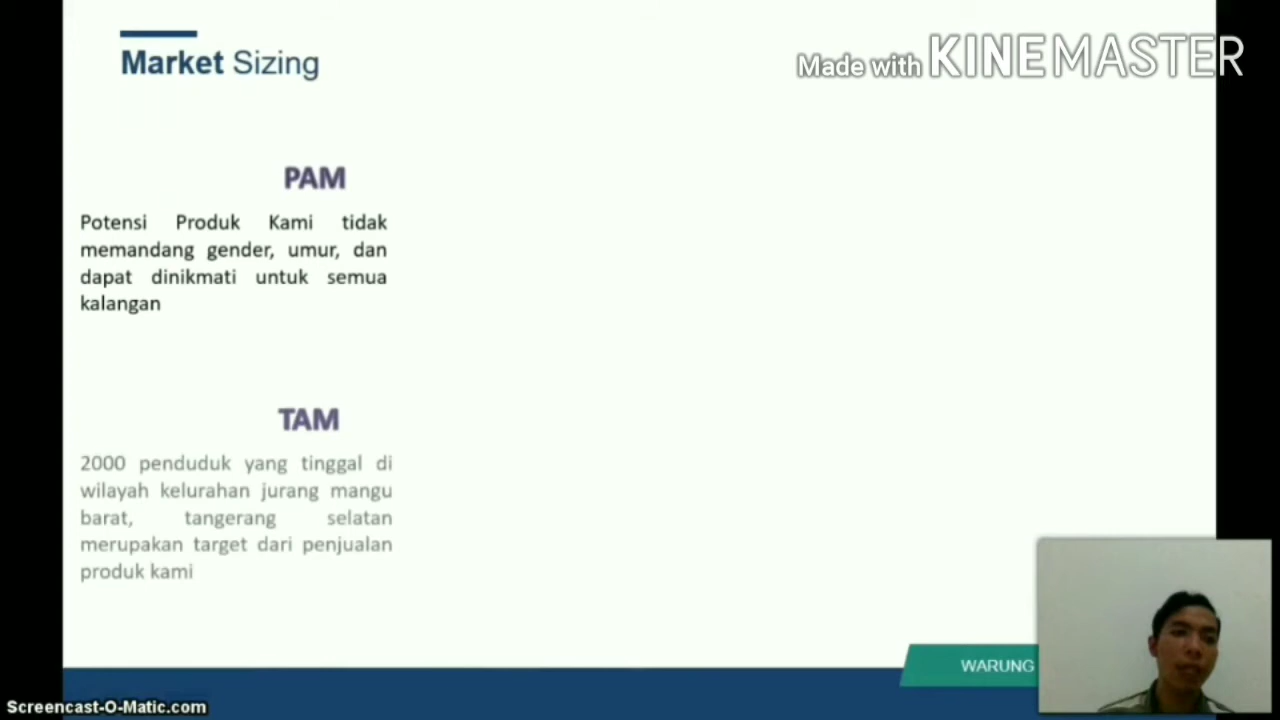 Market Sizing
Made with KINEMASTER
PAM
Potensi Produk Kami tidak
memandang gender, umur, dan
dapat dinikmati untuk semua
kalangan
TAM
2000 penduduk yang tinggal di
wilayah kelurahan jurang mangu
barat, tangerang selatan
merupakan target dari penjualan
produk kami
WARUNG
Screencast-O-Matic.com